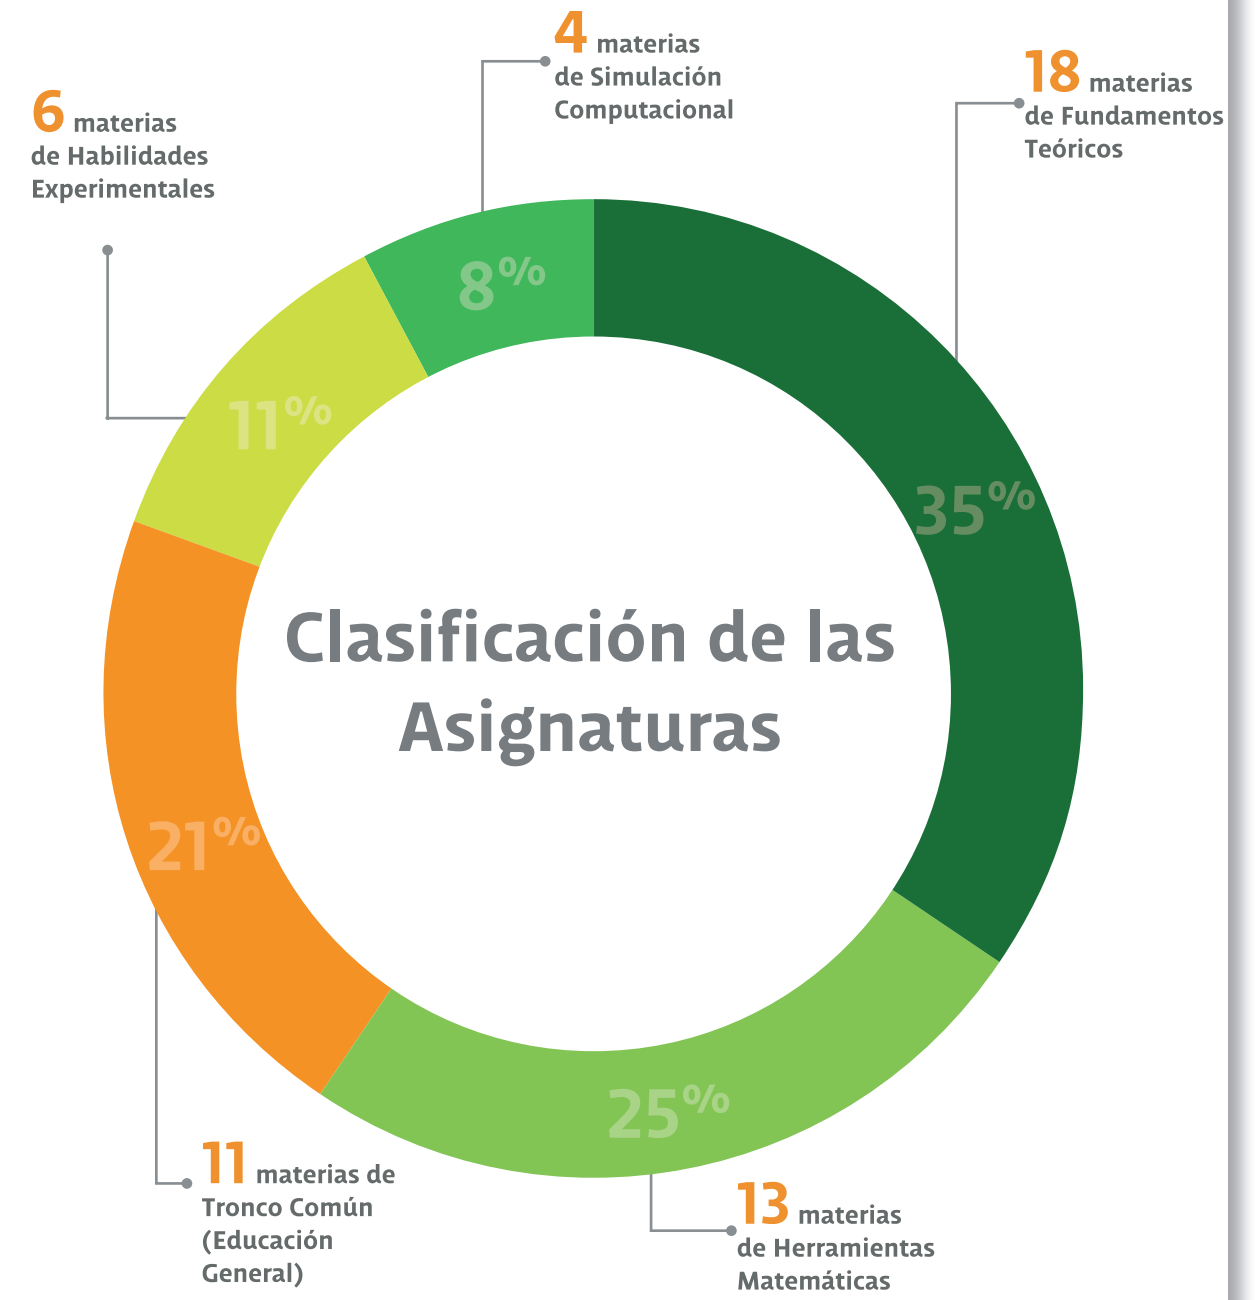 4 materias
de Simulación
Computacional
18 materias
de Fundamentos
Teóricos
6 materias
de Habilidades
Experimentales
8%
11%
35%
Clasificación de las
Asignaturas
21%
25%
11 materias de
Tronco Común
(Educación
General)
13 materias
de Herramientas
Matemáticas